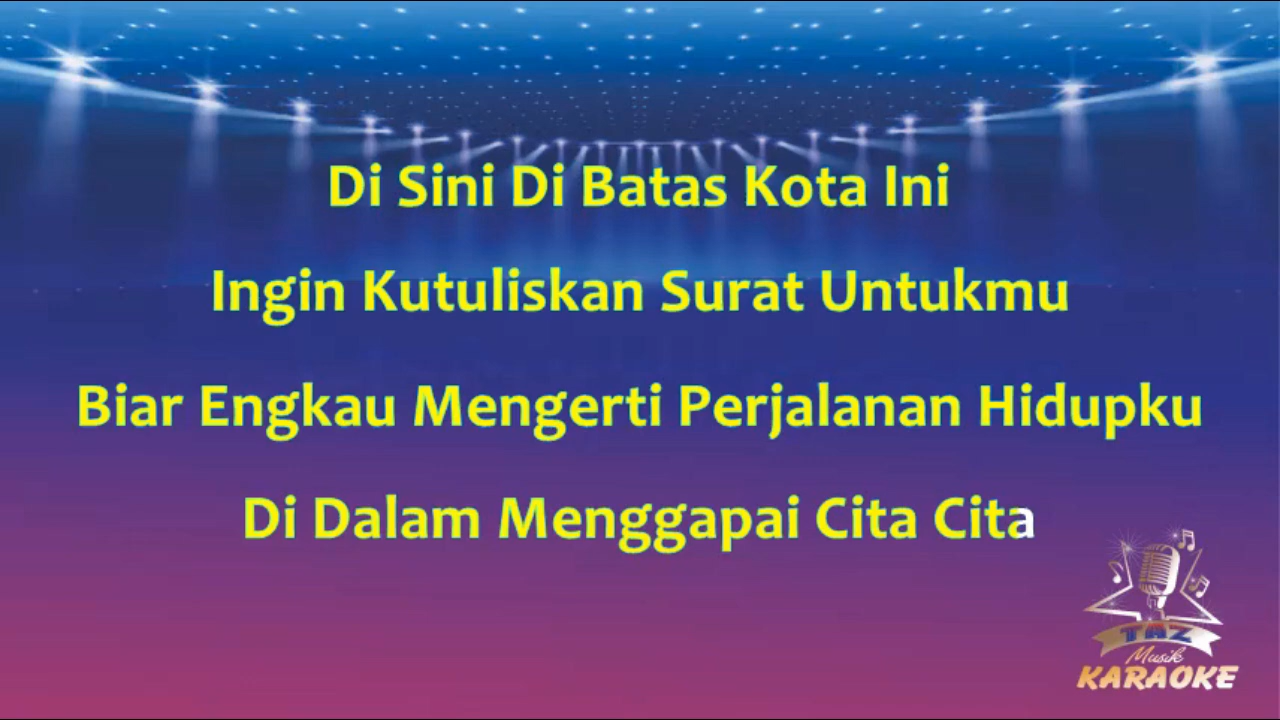 Di Sini Di Batas Kota Ini
Ingin Kutuliskan Surat Untukmu
Biar Engkau Mengerti Perjalanan Hidupku
Di Dalam Menggapai Cita Cita
TAZ
Musik
KARAOKE